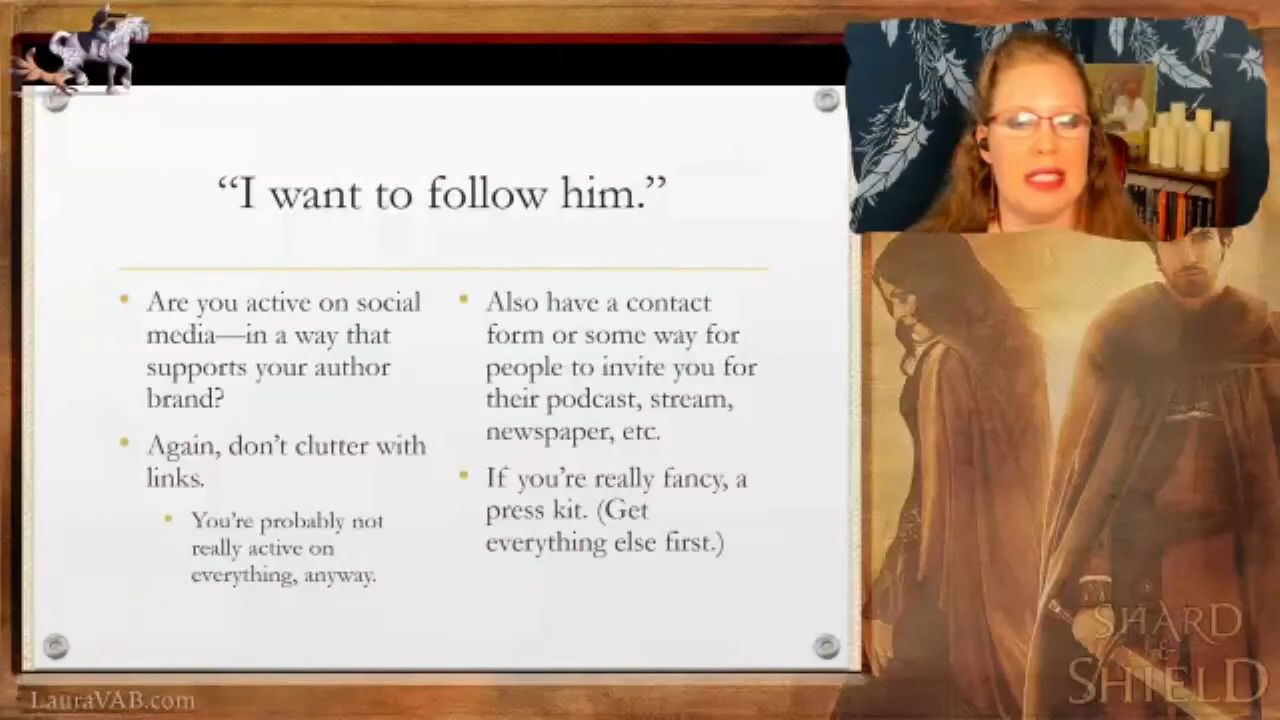 “I want to follow him.”
• Are you active on social
media—in a way that
supports your author
brand?
• Again, don’t clutter with
links.
• You’re probably not
really active on
everything, anyway.
• Also have a contact
form or some way for
people to invite you for
their podcast, stream,
newspaper, etc.
• If you’re really fancy, a
press kit. (Get
everything else first.)
LauraVAB.com
SHARD
&
SHIELD